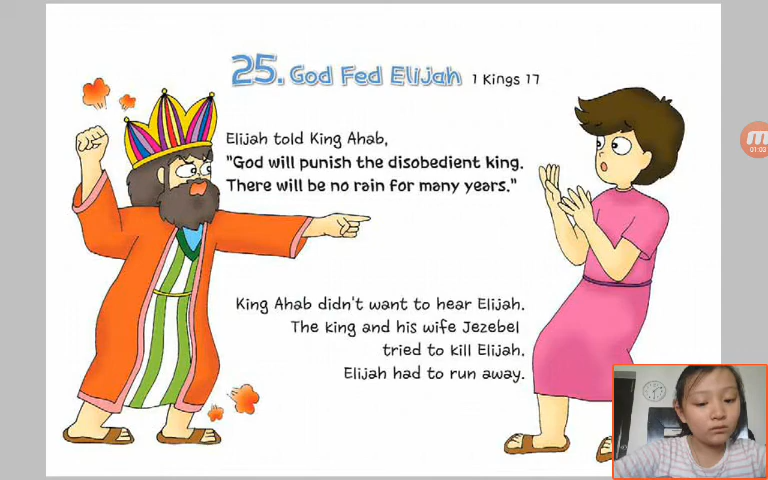 25. God Fed Elijah 1 Kings 17
Elijah told King Ahab,
"God will punish the disobedient king.
There will be no rain for many years."
King Ahab didn't want to hear Elijah.
The king and his wife Jezebel
tried to kill Elijah.
Elijah had to run away.
M
01:03